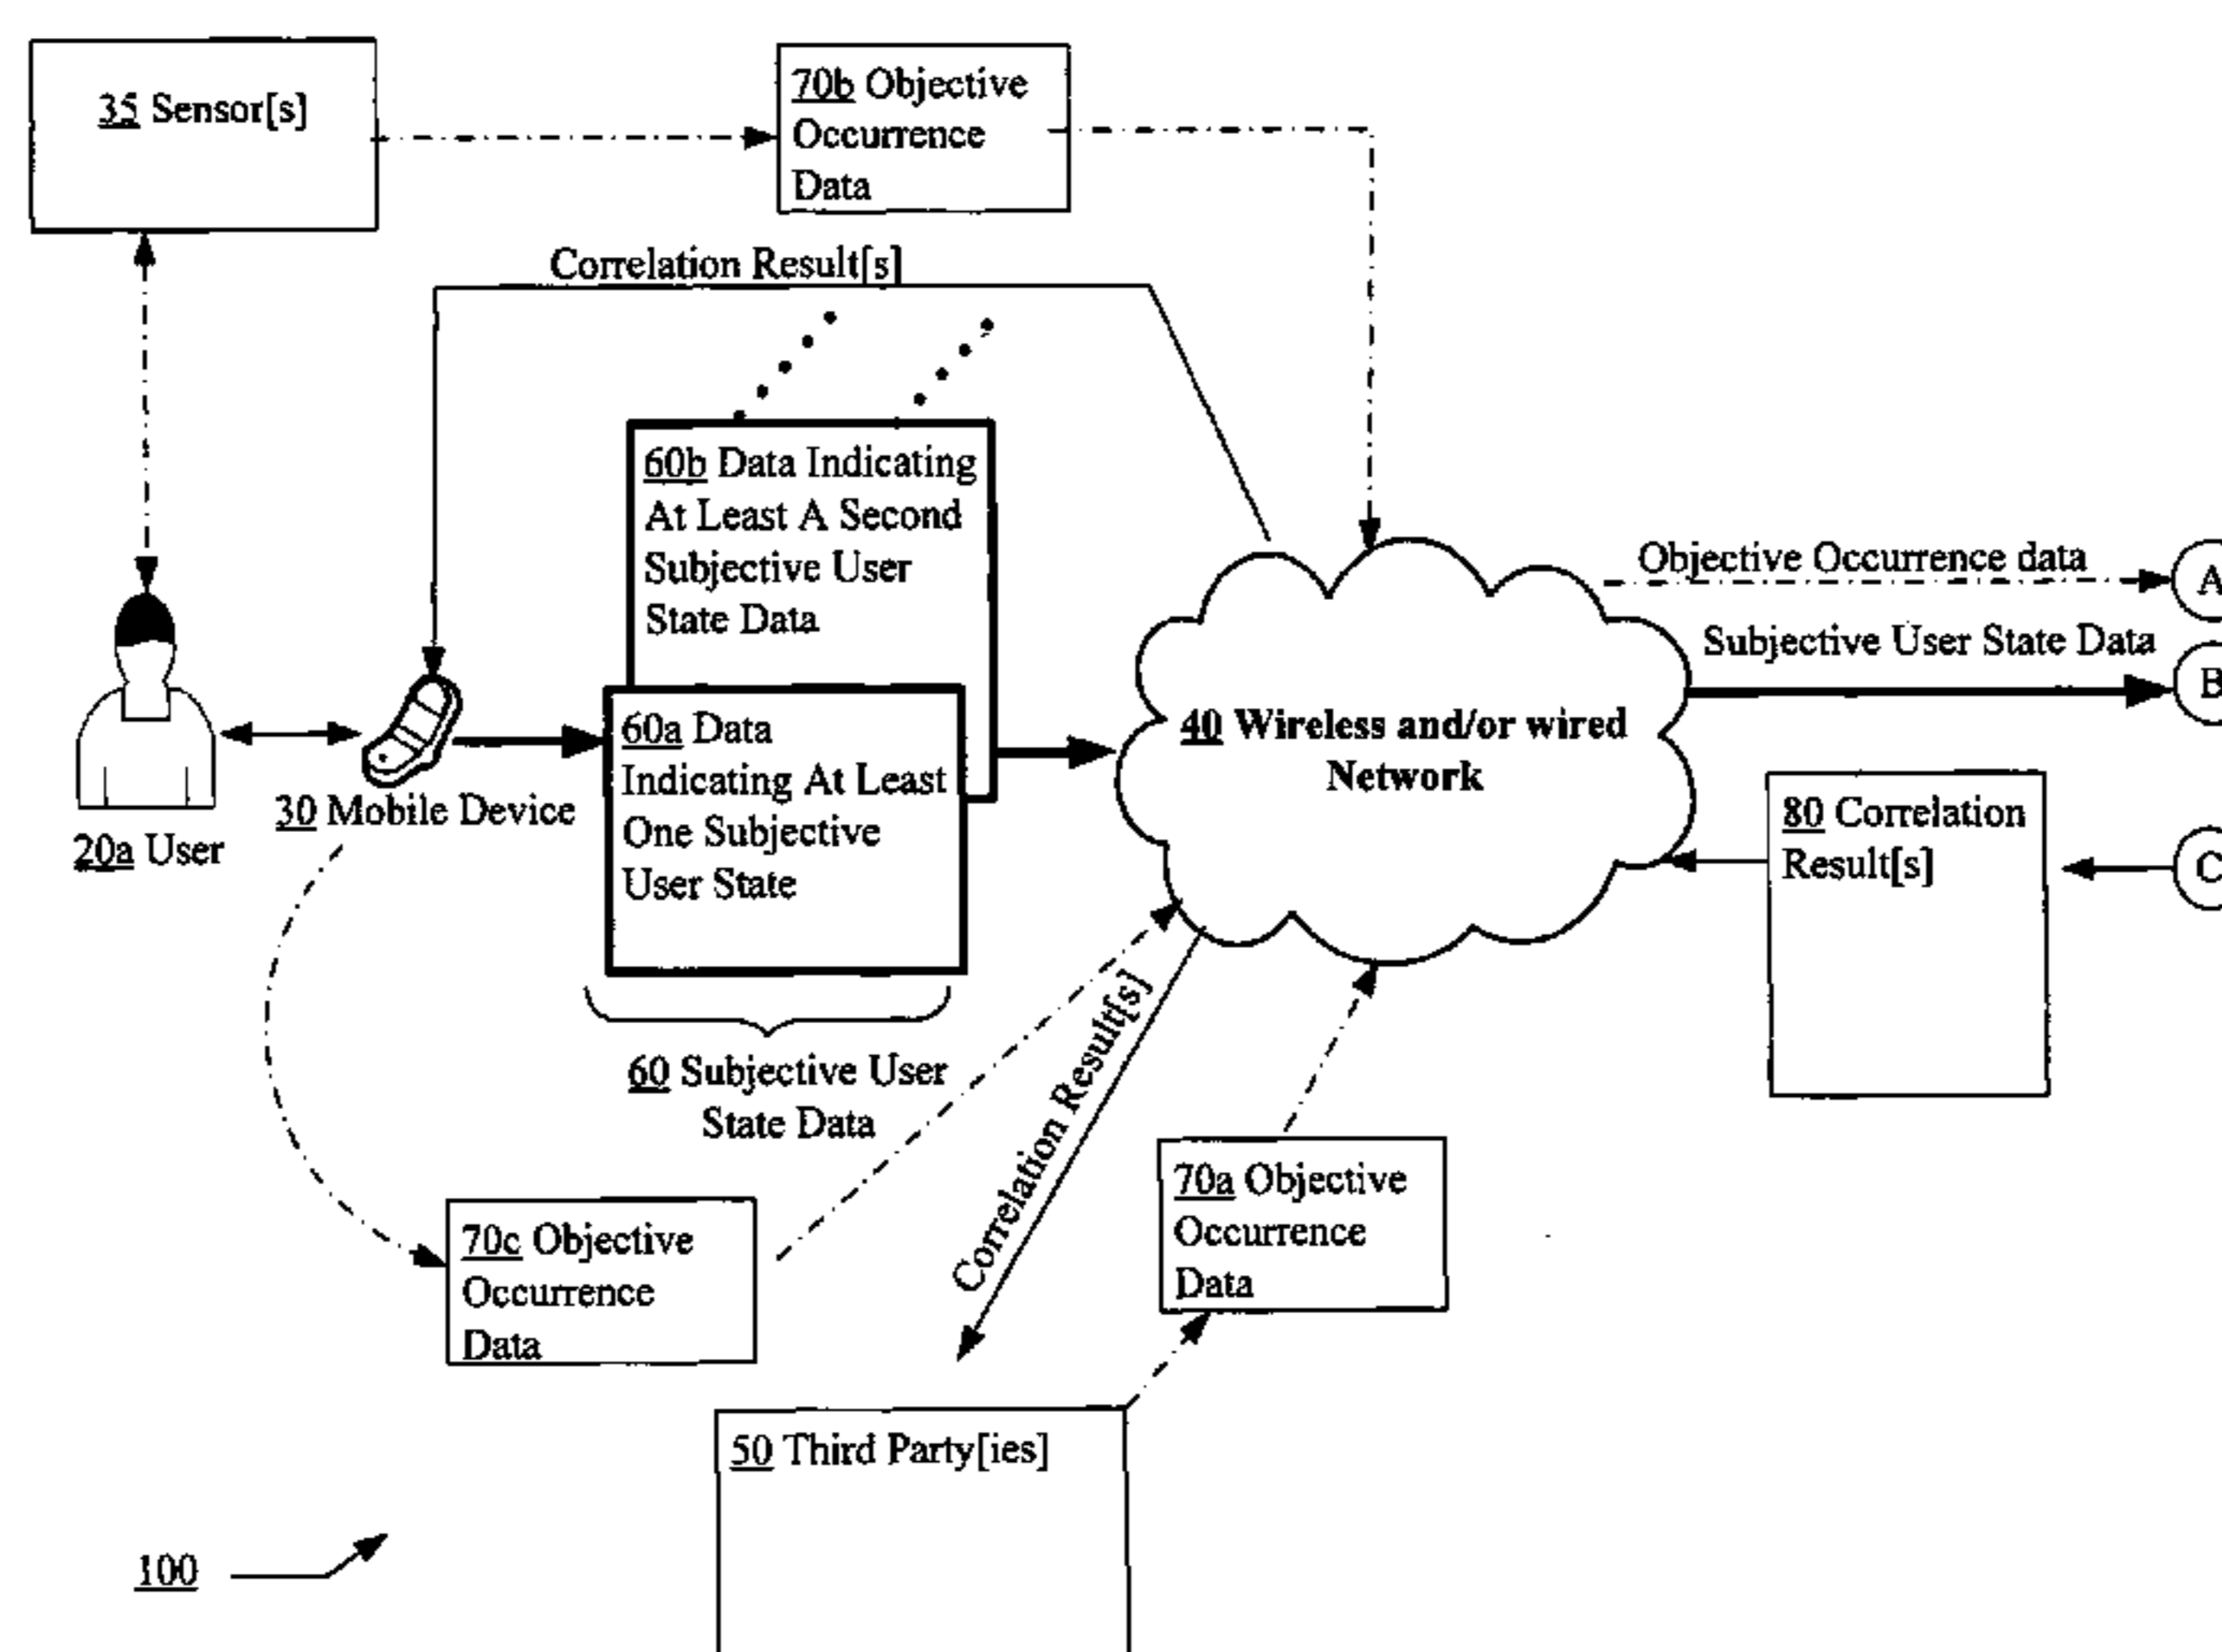 35 Sensor[s]
70b Objective
Occurrence
Data
Correlation Result[s]
60b Data Indicating
At Least A Second
Subjective User
State Data
Objective Occurrence data
A
Subjective User State Data
B
60a Data
Indicating At Least
One Subjective
User State
40 Wireless and/or wired
Network
30 Mobile Device
20a User
80 Correlation
Result[s]
C
60 Subjective User
State Data
Correlation Result[s]
70a Objective
Occurrence
Data
70c Objective
Occurrence
Data
50 Third Party[ies]
100